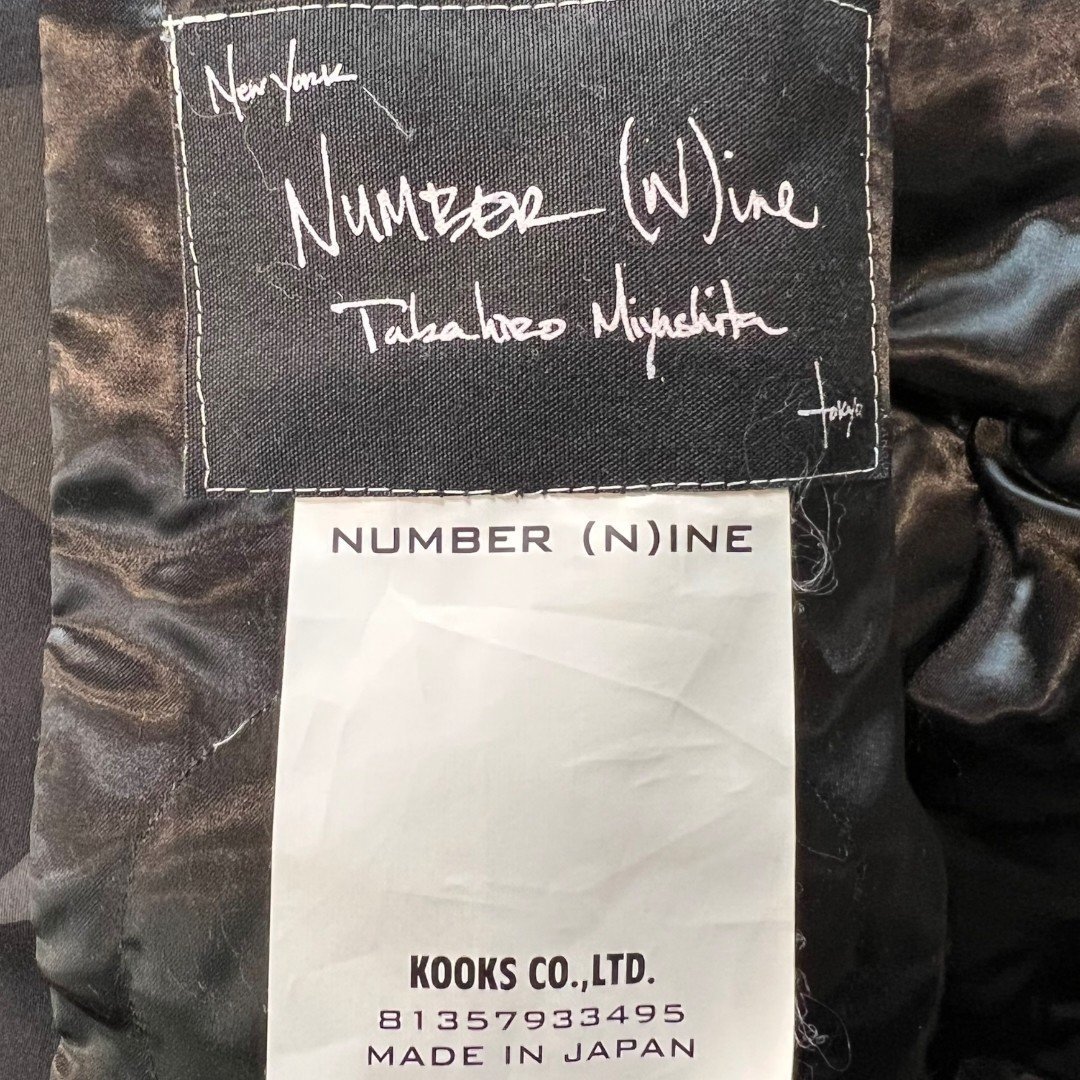 New York
NUMBER (N)ine
Takahiro Miyashita
tokyo
NUMBER (N)INE
KOOKS CO.,LTD.
81357933495
MADE IN JAPAN